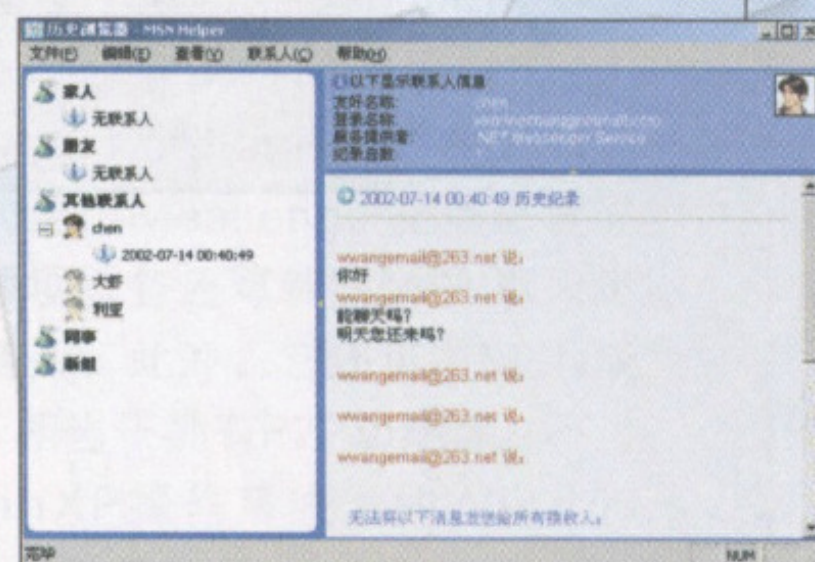 历史浏览器 - MSN Helper
文件(F) 编辑(E) 查看(V) 联系人(C) 帮助(H)
家人
无联系人
朋友
无联系人
其他联系人
chen
2002-07-14 00:40:49
大虾
利亚
同事
新组
以下显示联系人信息
友好名称: chen
登录名称:
服务提供者: .NET Messenger Service
纪录总数:
2002-07-14 00:40:49 历史纪录
wwangemail@263.net 说:
你好
wwangemail@263.net 说:
能聊天吗?
明天您还来吗?
wwangemail@263.net 说:
wwangemail@263.net 说:
wwangemail@263.net 说:
无法将以下消息发送给所有接收人:
完毕
NUM